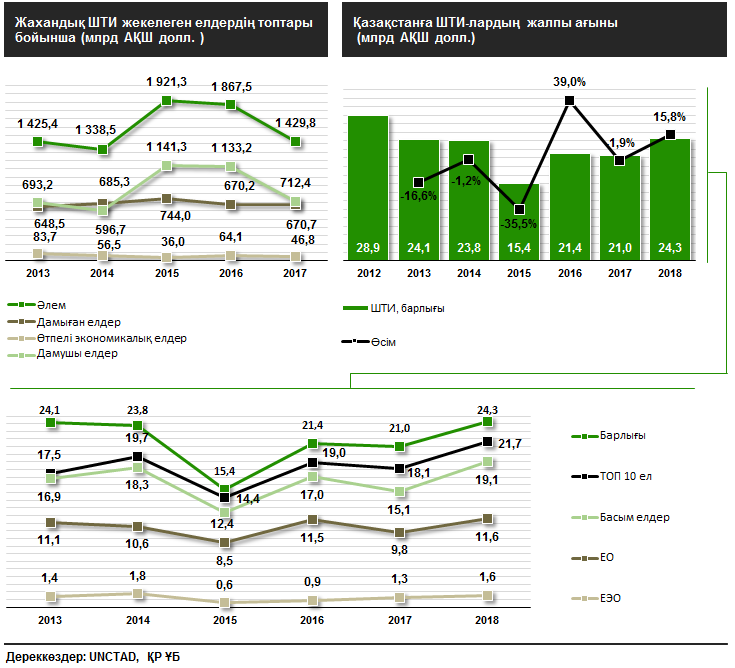 Жахандық ШТИ жекелеген елдердің топтары
бойынша (млрд АҚШ долл. )
Қазақстанға ШТИ-лардың жалпы ағыны
(млрд АҚШ долл.)
1 425,4
1 338,5
1 921,3
1 867,5
1 429,8
1 141,3
1 133,2
693,2
685,3
670,2
712,4
648,5
596,7
744,0
670,7
83,7
56,5
36,0
64,1
46,8
2013 2014 2015 2016 2017
Әлем
Дамыған елдер
Өтпелі экономикалық елдер
Дамушы елдер
39,0%
15,8%
-1,9%
-1,2%
-16,6%
-35,5%
28,9 24,1 23,8 15,4 21,4 21,0 24,3
2012 2013 2014 2015 2016 2017 2018
ШТИ, барлығы
Өсім
24,1 23,8 15,4 21,4 21,0 24,3
17,5 19,7 14,4 19,0 18,1 21,7
16,9 18,3 12,4 17,0 15,1 19,1
11,1 10,6 8,5 11,5 9,8 11,6
1,4 1,8 0,6 0,9 1,3 1,6
2013 2014 2015 2016 2017 2018
Барлығы
ТОП 10 ел
Басым елдер
ЕО
ЕЭО
Дереккөздер: UNCTAD, ҚР ҰБ